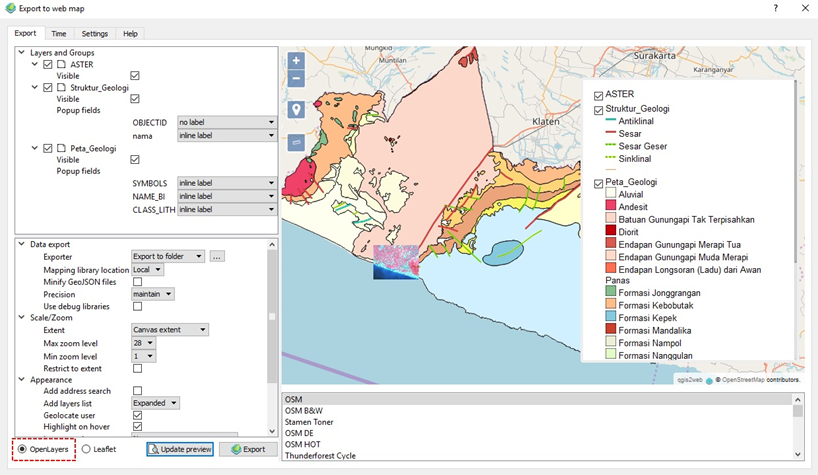 Export to web map
?
Export Time Settings Help
Layers and Groups
ASTER
Visible
Struktur_Geologi
Visible
Popup fields
OBJECTID no label
nama inline label
Peta_Geologi
Visible
Popup fields
SYMBOLS inline label
NAME_BI inline label
CLASS_LITH inline label
Data export
Exporter Export to folder ...
Mapping library location Local
Minify GeoJSON files
Precision maintain
Use debug libraries
Scale/Zoom
Extent Canvas extent
Max zoom level 28
Min zoom level 1
Restrict to extent
Appearance
Add address search
Add layers list Expanded
Geolocate user
Highlight on hover
OpenLayers Leaflet Update preview Export
+
−
Mungkid
Muntilan
Surakarta
Karanganyar
Klaten
ASTER
Struktur_Geologi
Antiklinal
Sesar
Sesar Geser
Sinklinal
Peta_Geologi
Aluvial
Andesit
Batuan Gunungapi Tak Terpisahkan
Diorit
Endapan Gunungapi Merapi Tua
Endapan Gunungapi Muda Merapi
Endapan Longsoran (Ladu) dari Awan
Panas
Formasi Jonggrangan
Formasi Kebobutak
Formasi Kepek
Formasi Mandalika
Formasi Nampol
Formasi Nanggulan
qgis2web © OpenStreetMap contributors.
OSM
OSM B&W
Stamen Toner
OSM DE
OSM HOT
Thunderforest Cycle